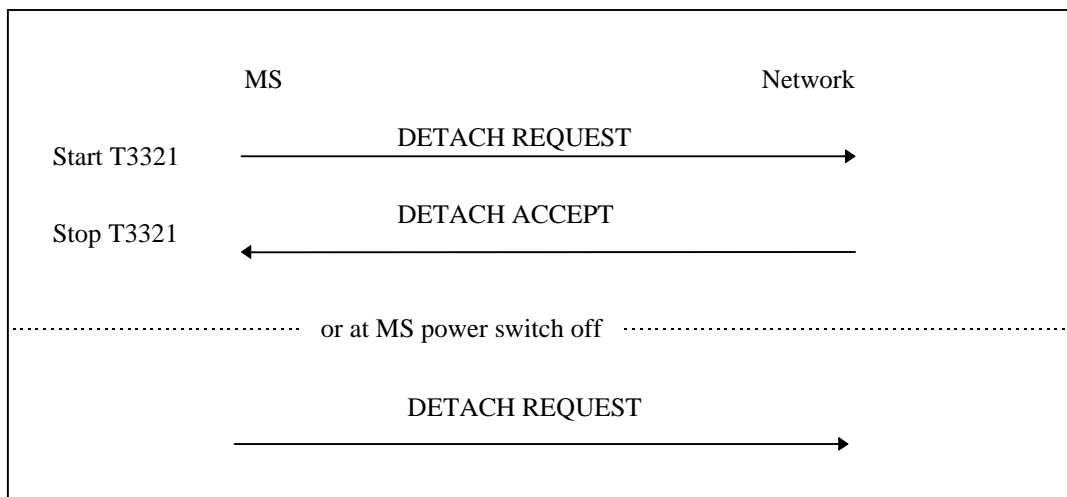 MS Network
DETACH REQUEST
Start T3321
DETACH ACCEPT
Stop T3321
or at MS power switch off
DETACH REQUEST